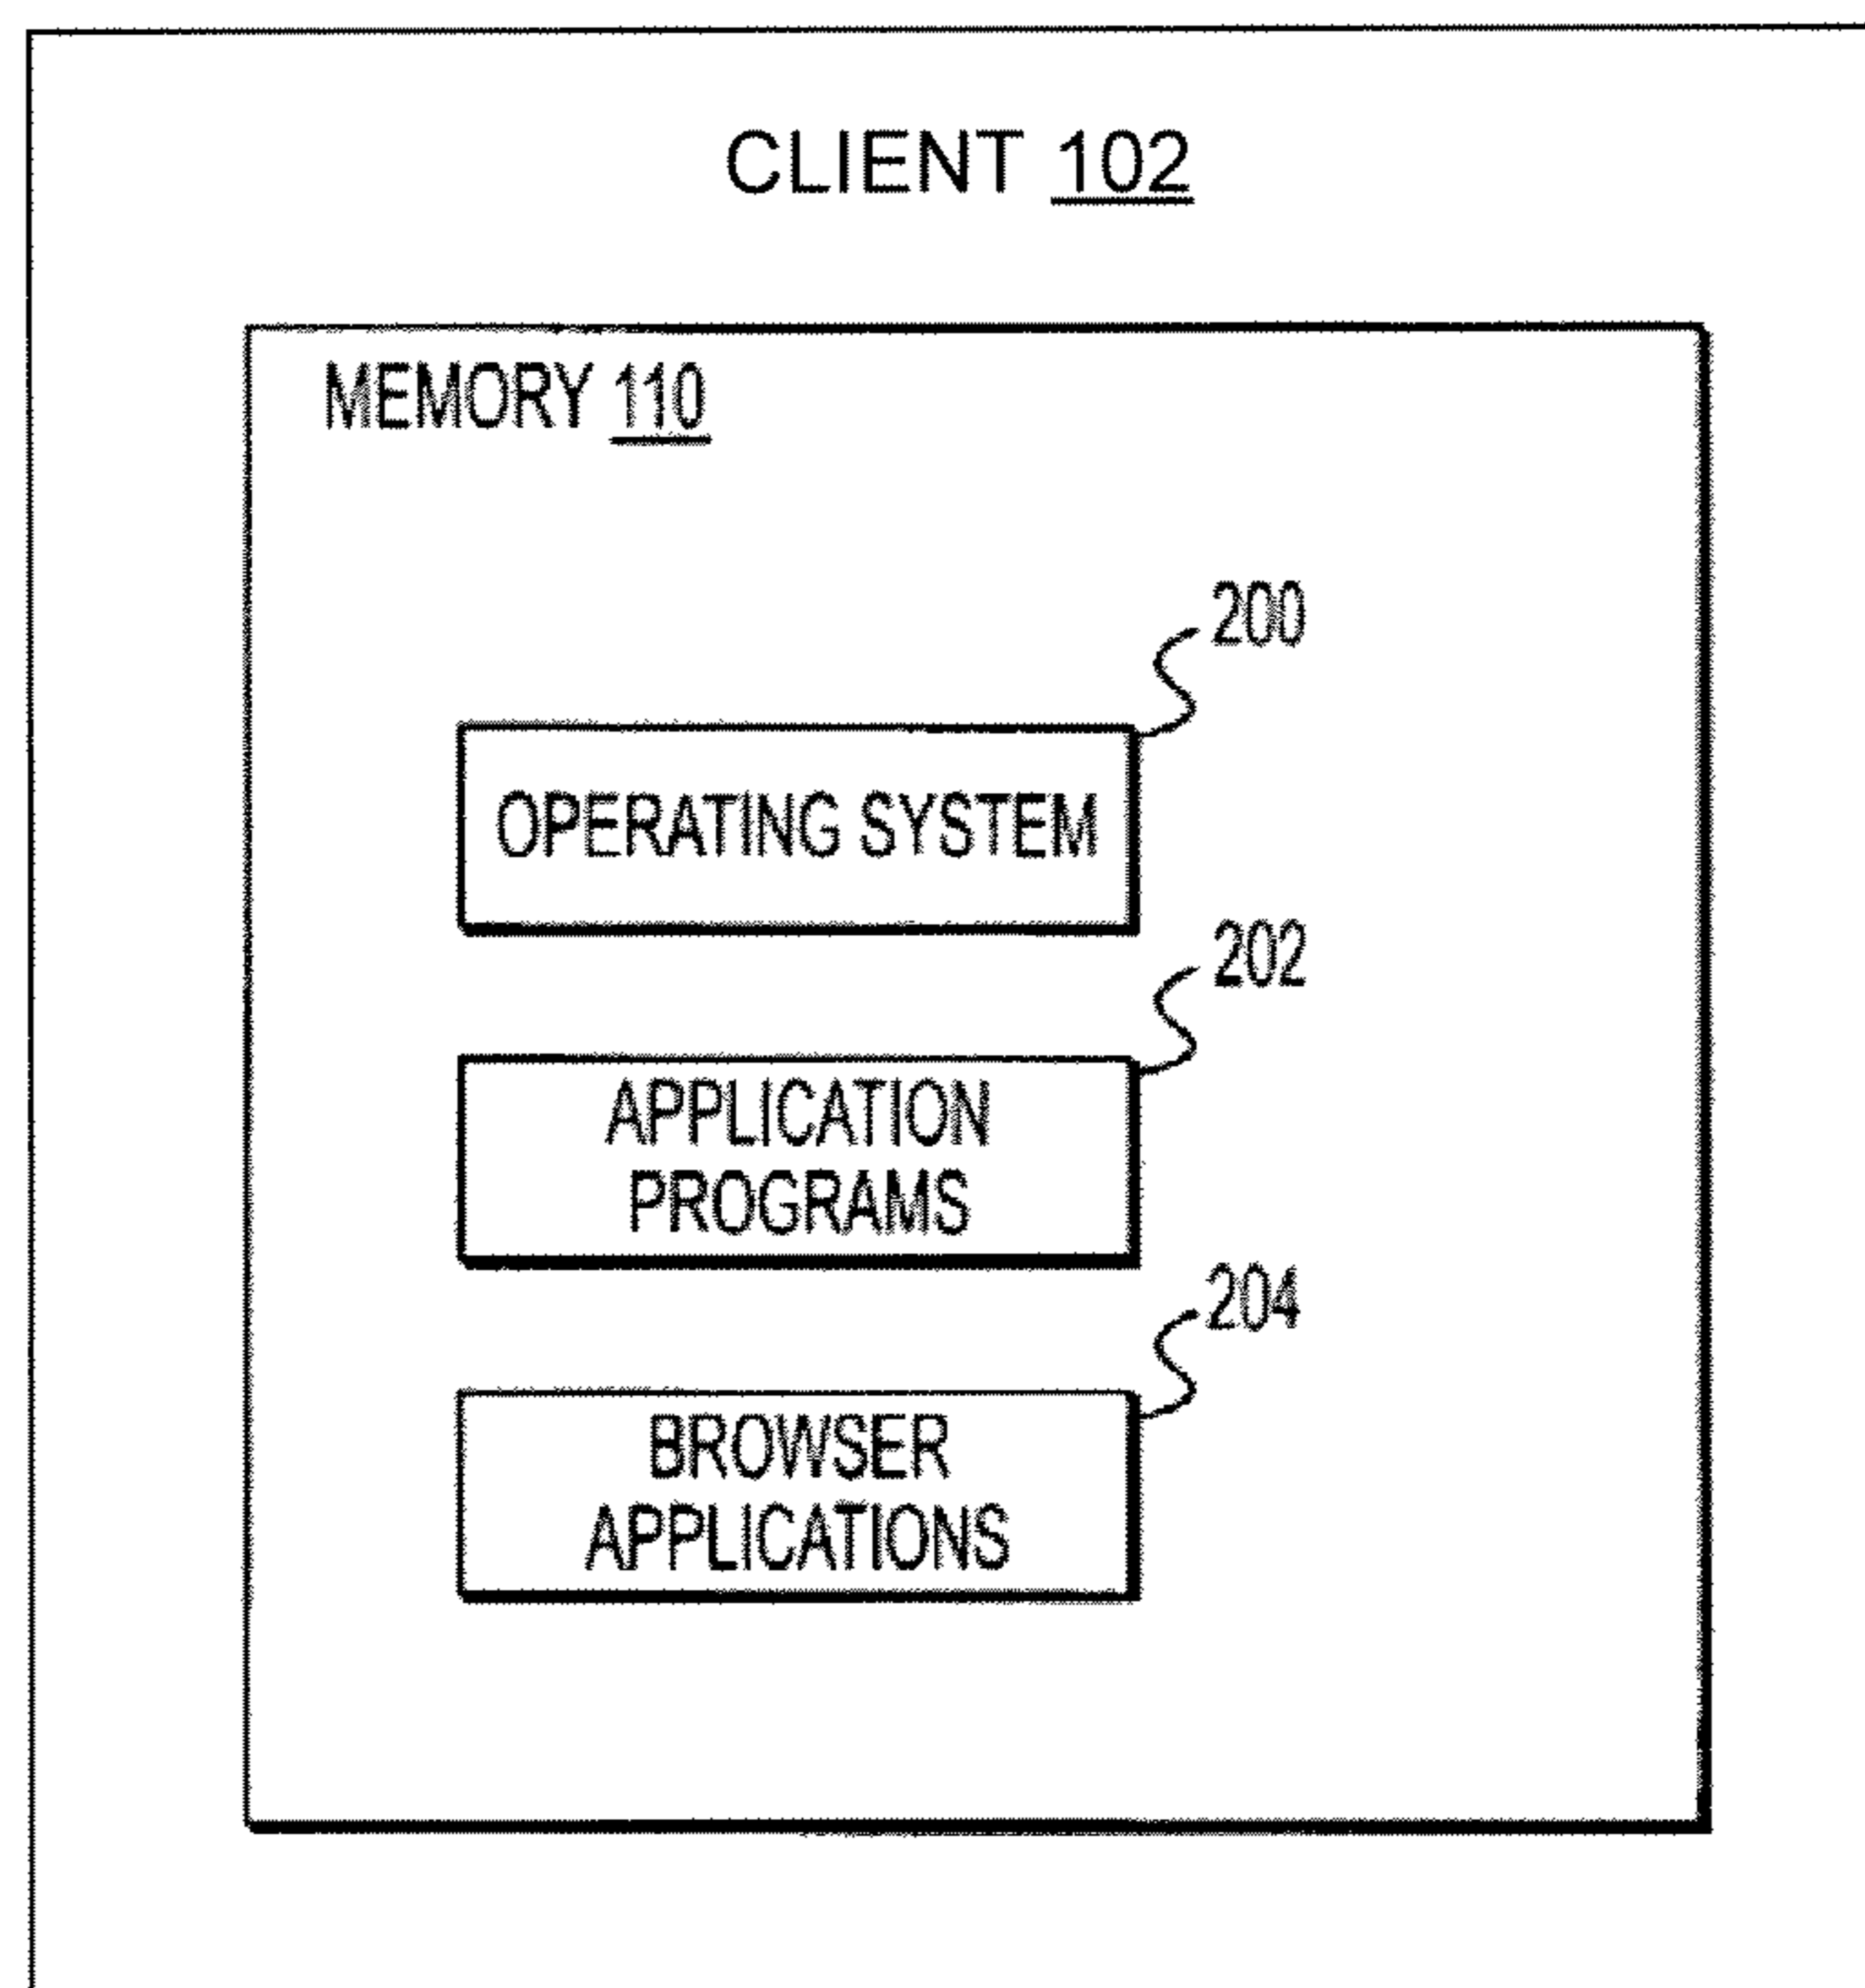 CLIENT 102
MEMORY 110
200
OPERATING SYSTEM
202
APPLICATION
PROGRAMS
204
BROWSER
APPLICATIONS